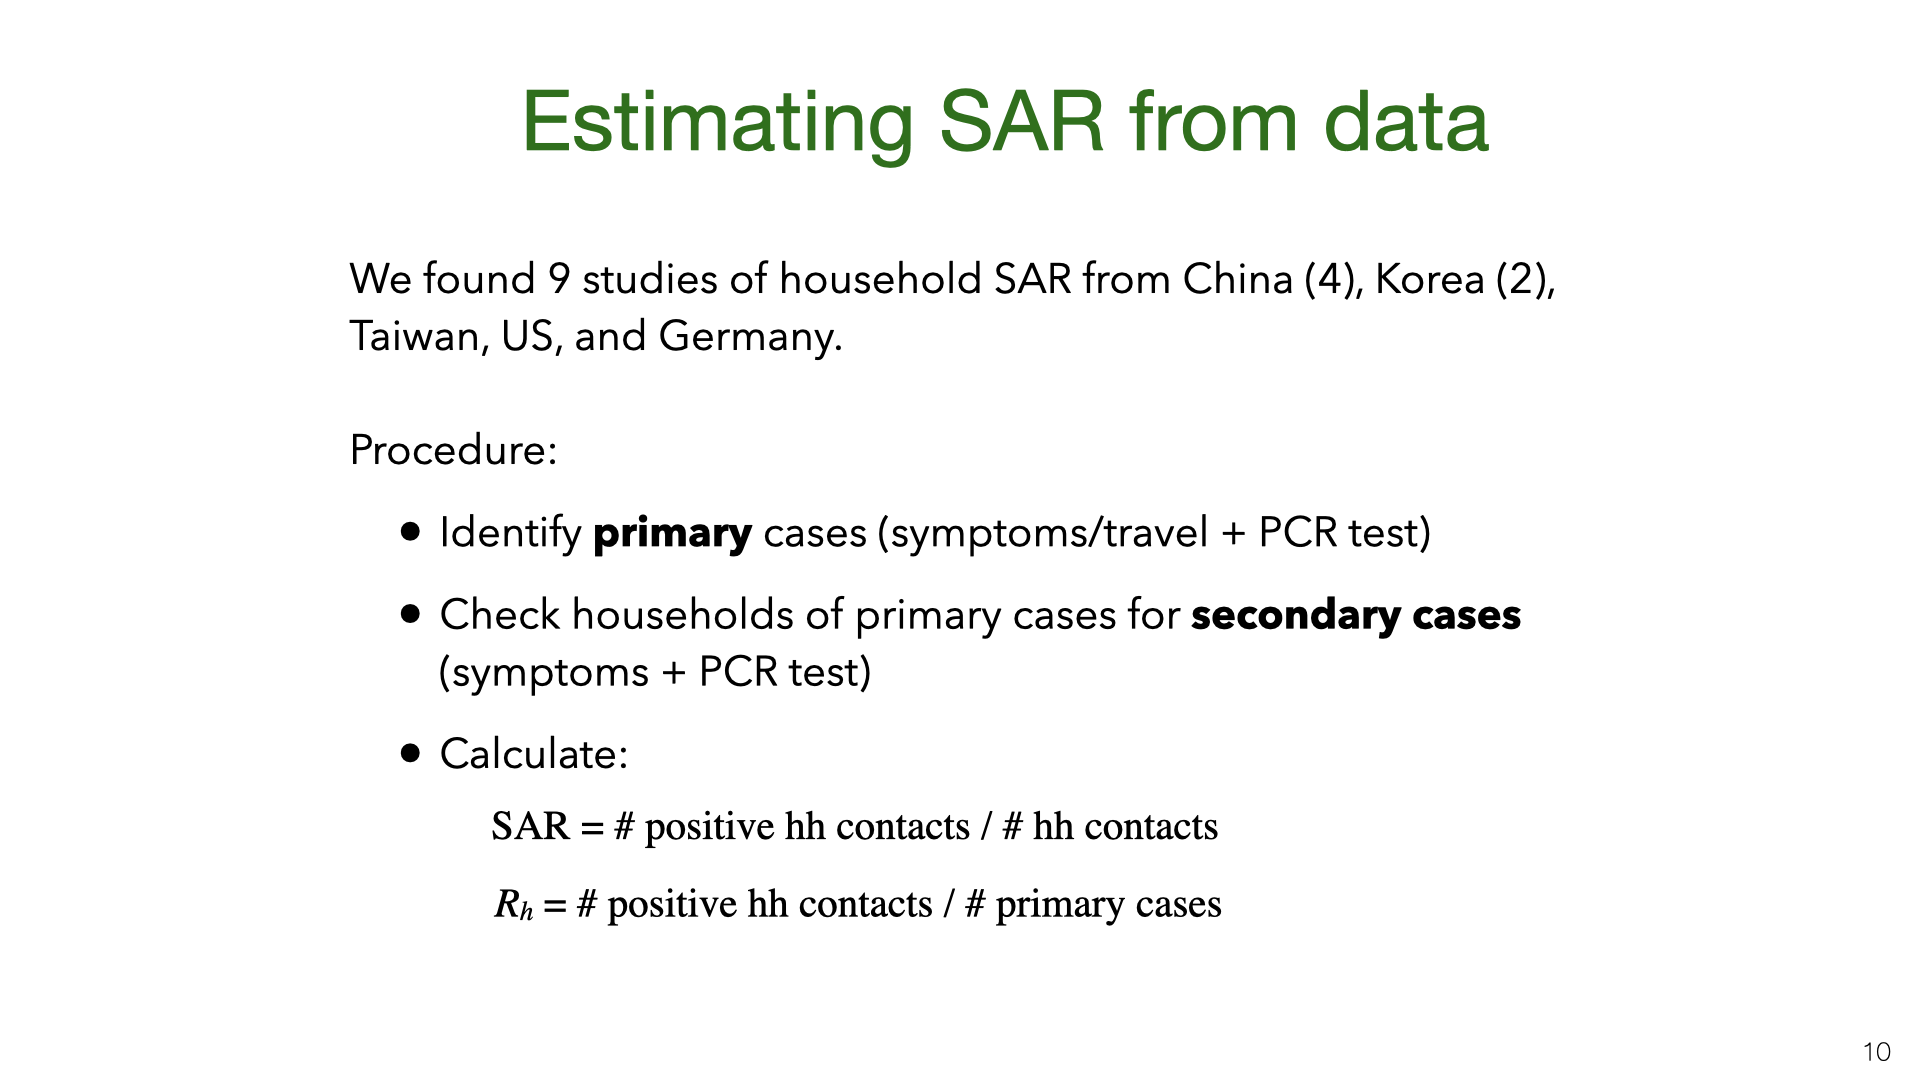 Estimating SAR from data
We found 9 studies of household SAR from China (4), Korea (2),
Taiwan, US, and Germany.
Procedure:
• Identify primary cases (symptoms/travel + PCR test)
• Check households of primary cases for secondary cases
(symptoms + PCR test)
• Calculate:
SAR = # positive hh contacts / # hh contacts
Rₕ = # positive hh contacts / # primary cases
10